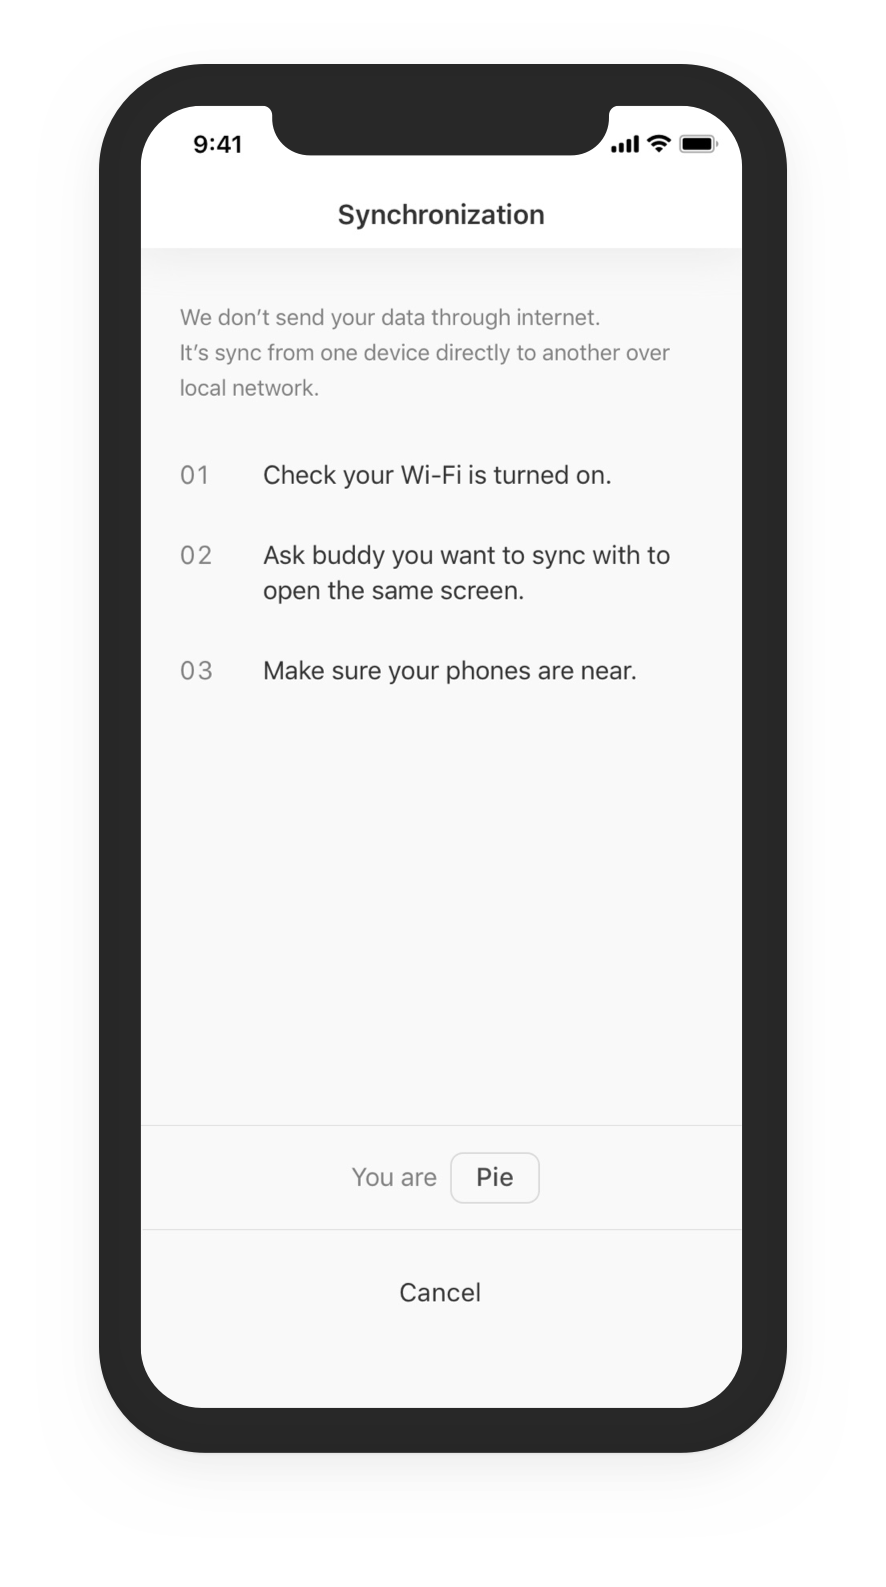 9:41
Synchronization
We don’t send your data through internet.
It’s sync from one device directly to another over
local network.
01 Check your Wi-Fi is turned on.
02 Ask buddy you want to sync with to
open the same screen.
03 Make sure your phones are near.
You are Pie
Cancel